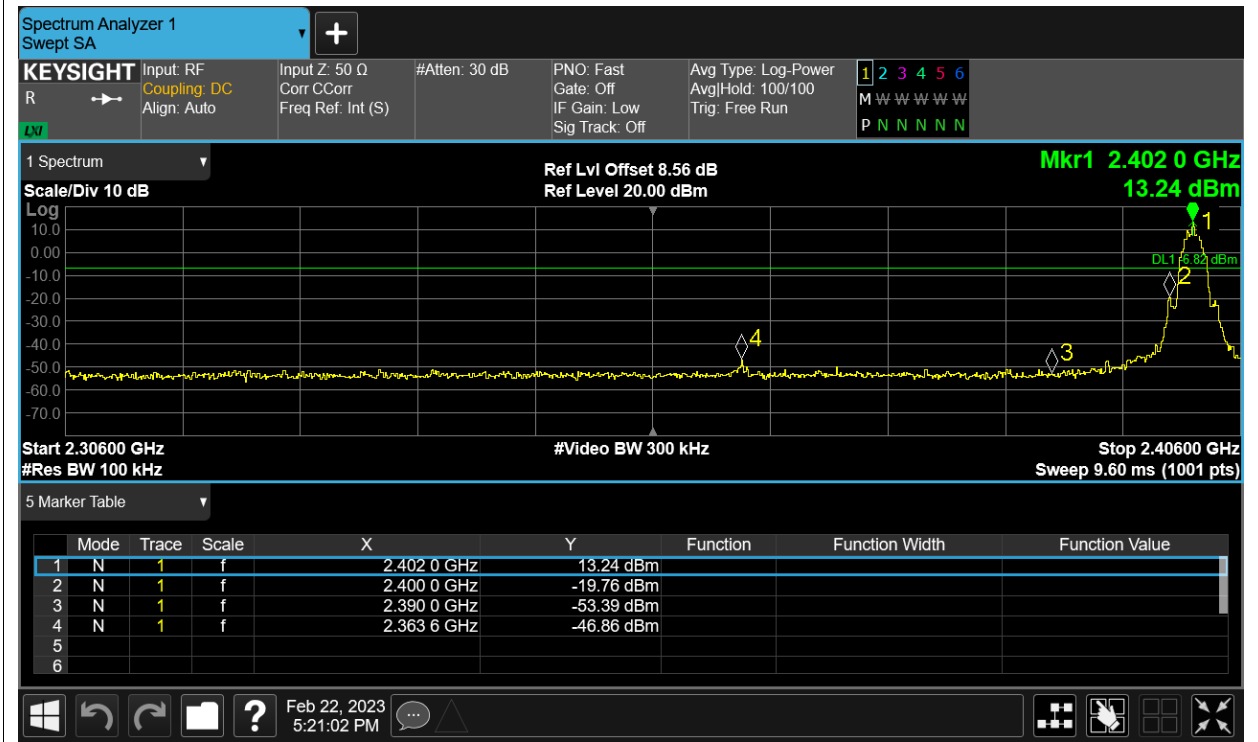 Spectrum Analyzer 1
Swept SA
+
KEYSIGHT
R
LXI
Input: RF
Coupling: DC
Align: Auto
Input Z: 50 Ω
Corr CCorr
Freq Ref: Int (S)
#Atten: 30 dB
PNO: Fast
Gate: Off
IF Gain: Low
Sig Track: Off
Avg Type: Log-Power
Avg|Hold: 100/100
Trig: Free Run
1 2 3 4 5 6
M W W W W W
P N N N N N
1 Spectrum
Scale/Div 10 dB
Ref Lvl Offset 8.56 dB
Ref Level 20.00 dBm
Mkr1 2.402 0 GHz
13.24 dBm
Log
10.0
0.00
-10.0
-20.0
-30.0
-40.0
-50.0
-60.0
-70.0
1
DL1 -6.82 dBm
2
4
3
Start 2.30600 GHz
#Video BW 300 kHz
Stop 2.40600 GHz
#Res BW 100 kHz
Sweep 9.60 ms (1001 pts)
5 Marker Table
Mode Trace Scale X Y Function Function Width Function Value
1 N 1 f 2.402 0 GHz 13.24 dBm
2 N 1 f 2.400 0 GHz -19.76 dBm
3 N 1 f 2.390 0 GHz -53.39 dBm
4 N 1 f 2.363 6 GHz -46.86 dBm
5
6
?
Feb 22, 2023
5:21:02 PM